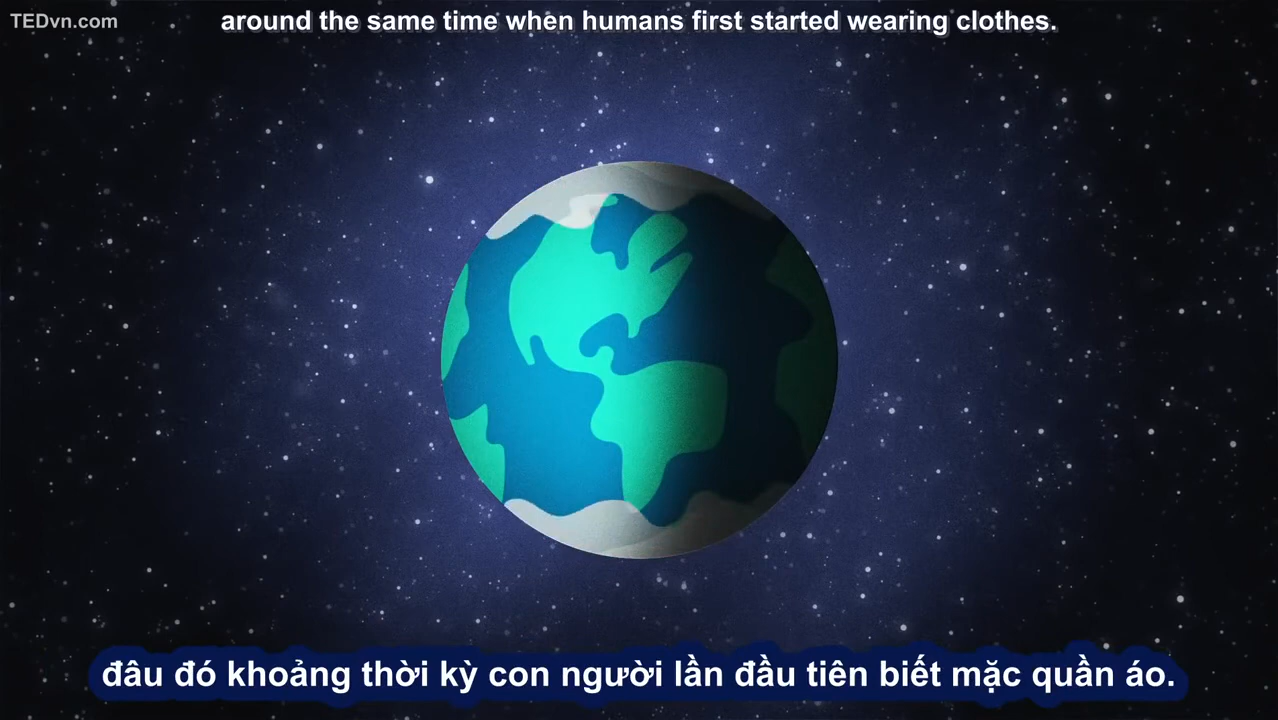 TEDvn.com
around the same time when humans first started wearing clothes.
đâu đó khoảng thời kỳ con người lần đầu tiên biết mặc quần áo.